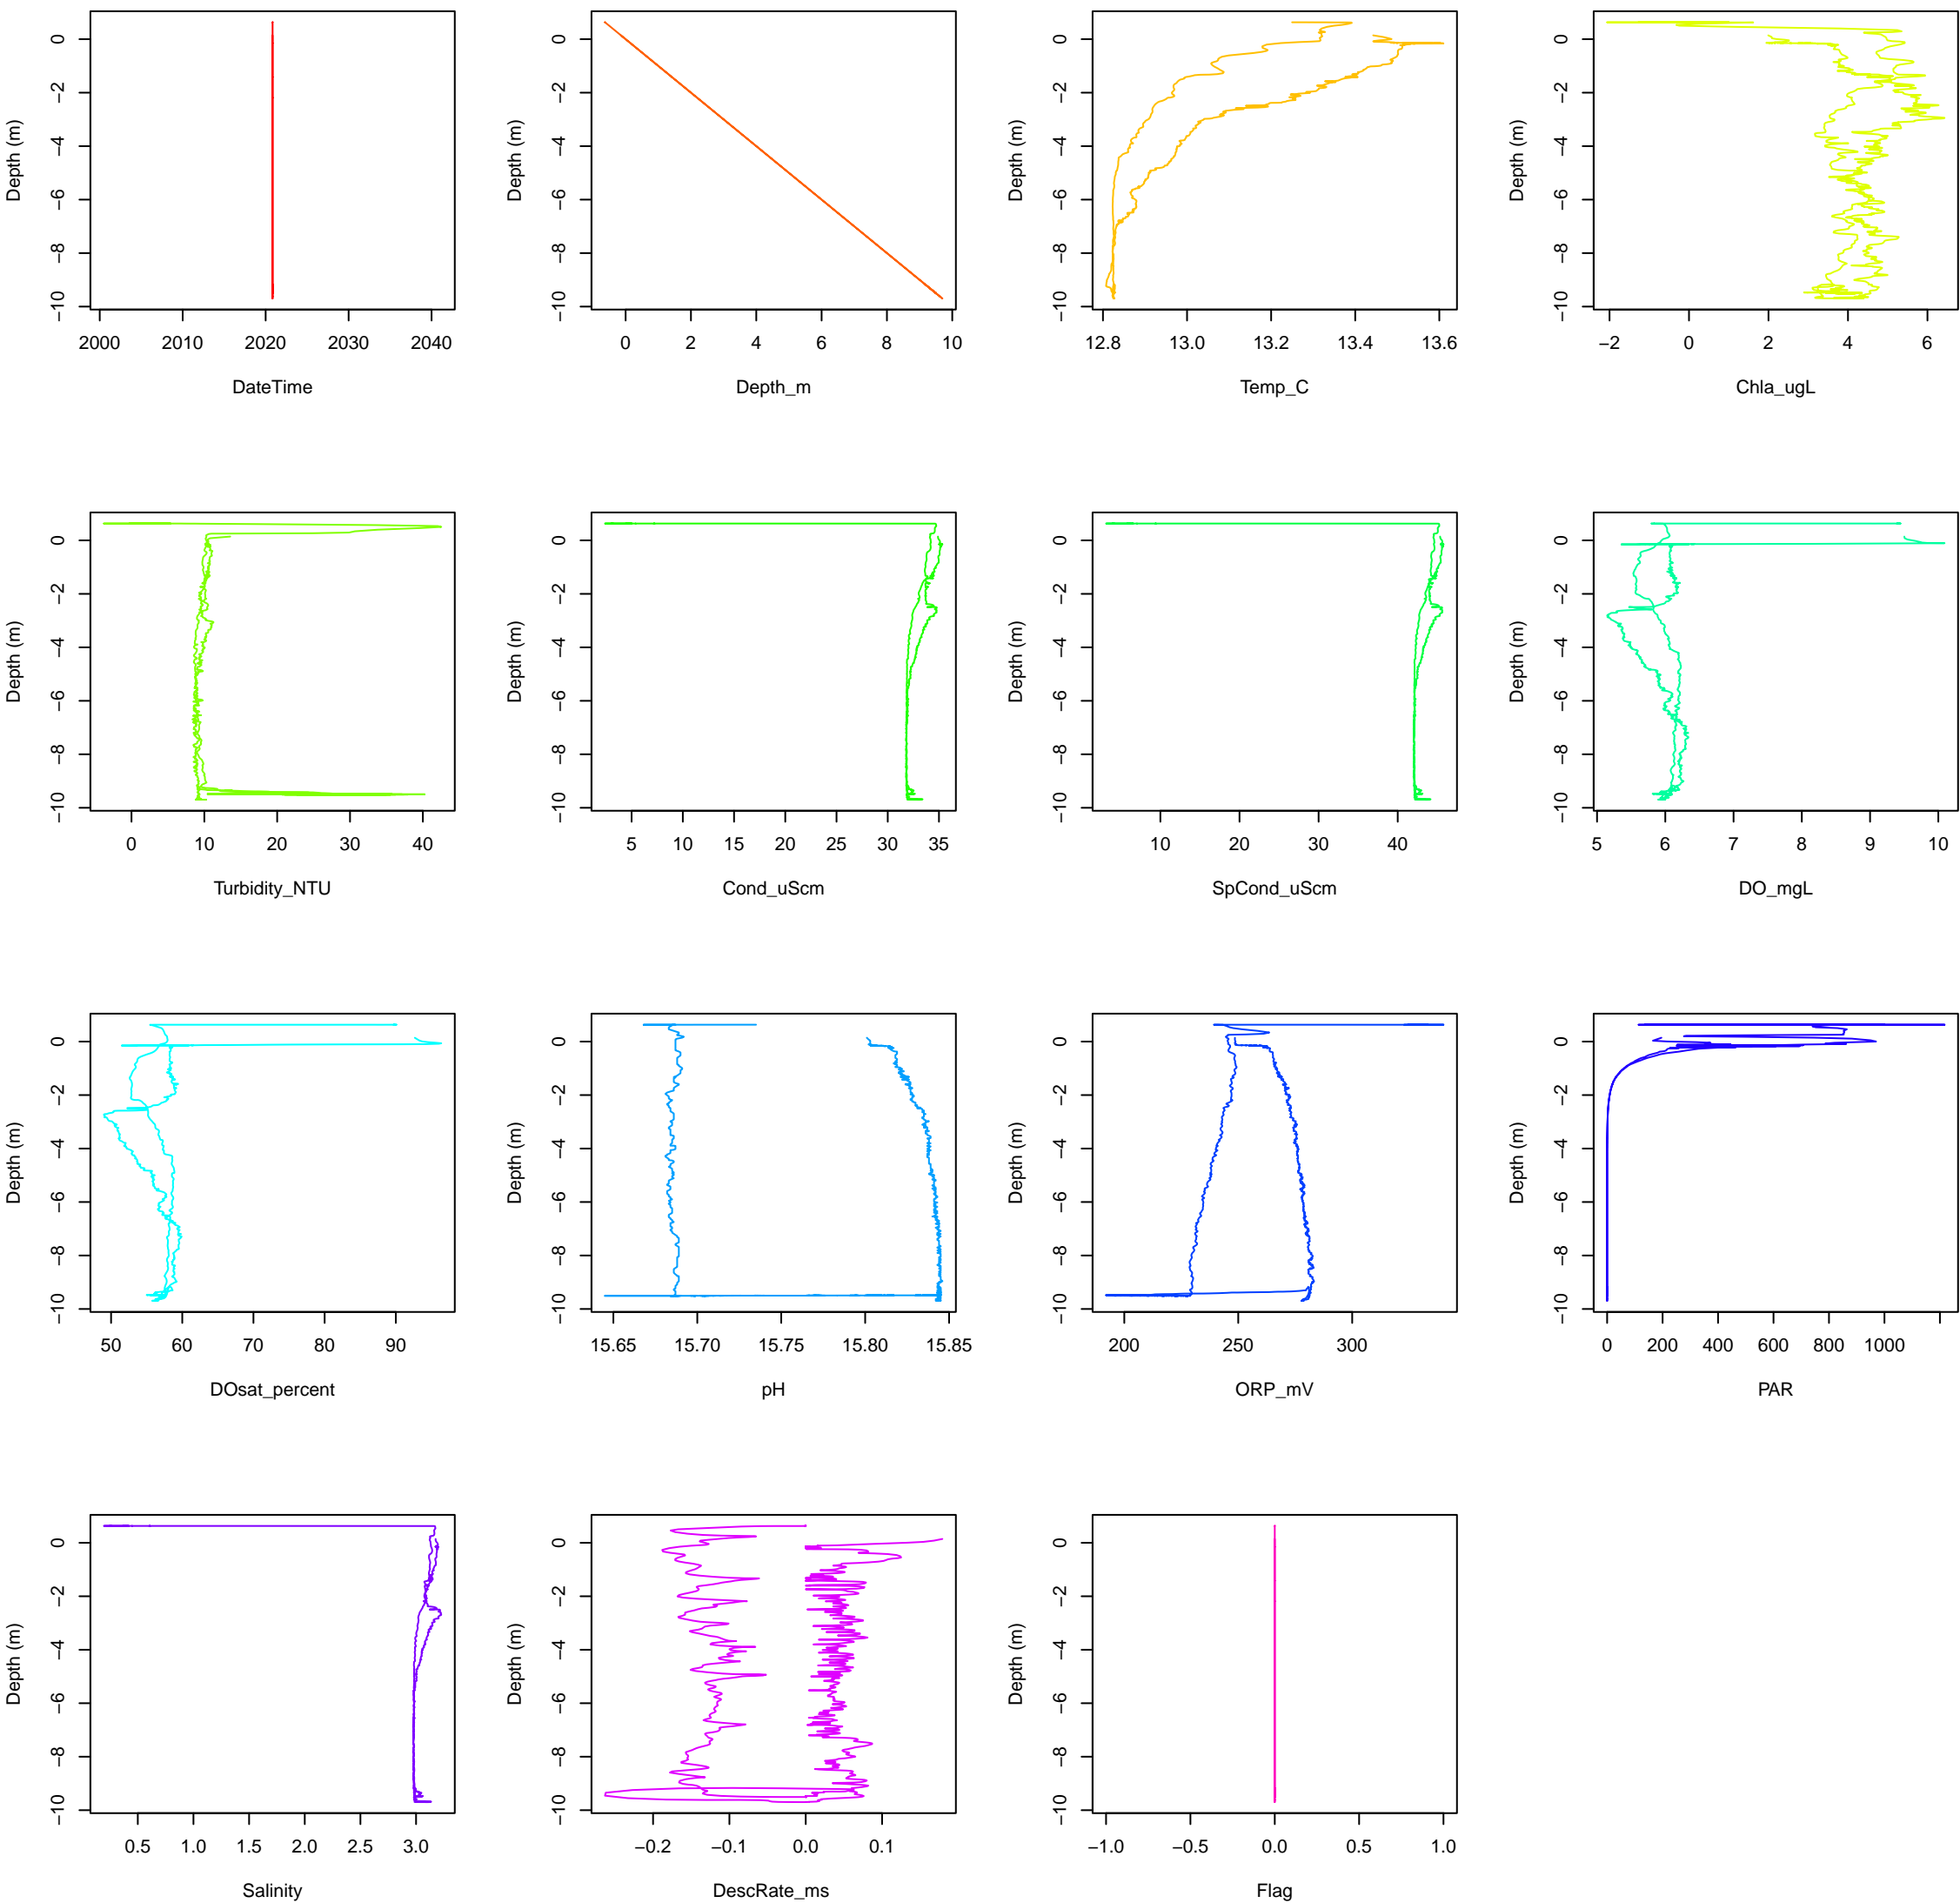 Depth (m)
0
−2
−4
−6
−8
−10
2000 2010 2020 2030 2040
DateTime
Depth (m)
0
−2
−4
−6
−8
−10
0 2 4 6 8 10
Depth_m
Depth (m)
0
−2
−4
−6
−8
−10
12.8 13.0 13.2 13.4 13.6
Temp_C
Depth (m)
0
−2
−4
−6
−8
−10
−2 0 2 4 6
Chla_ugL
Depth (m)
0
−2
−4
−6
−8
−10
0 10 20 30 40
Turbidity_NTU
Depth (m)
0
−2
−4
−6
−8
−10
5 10 15 20 25 30 35
Cond_uScm
Depth (m)
0
−2
−4
−6
−8
−10
10 20 30 40
SpCond_uScm
Depth (m)
0
−2
−4
−6
−8
−10
5 6 7 8 9 10
DO_mgL
Depth (m)
0
−2
−4
−6
−8
−10
50 60 70 80 90
DOsat_percent
Depth (m)
0
−2
−4
−6
−8
−10
15.65 15.70 15.75 15.80 15.85
pH
Depth (m)
0
−2
−4
−6
−8
−10
200 250 300
ORP_mV
Depth (m)
0
−2
−4
−6
−8
−10
0 200 400 600 800 1000
PAR
Depth (m)
0
−2
−4
−6
−8
−10
0.5 1.0 1.5 2.0 2.5 3.0
Salinity
Depth (m)
0
−2
−4
−6
−8
−10
−0.2 −0.1 0.0 0.1
DescRate_ms
Depth (m)
0
−2
−4
−6
−8
−10
−1.0 −0.5 0.0 0.5 1.0
Flag